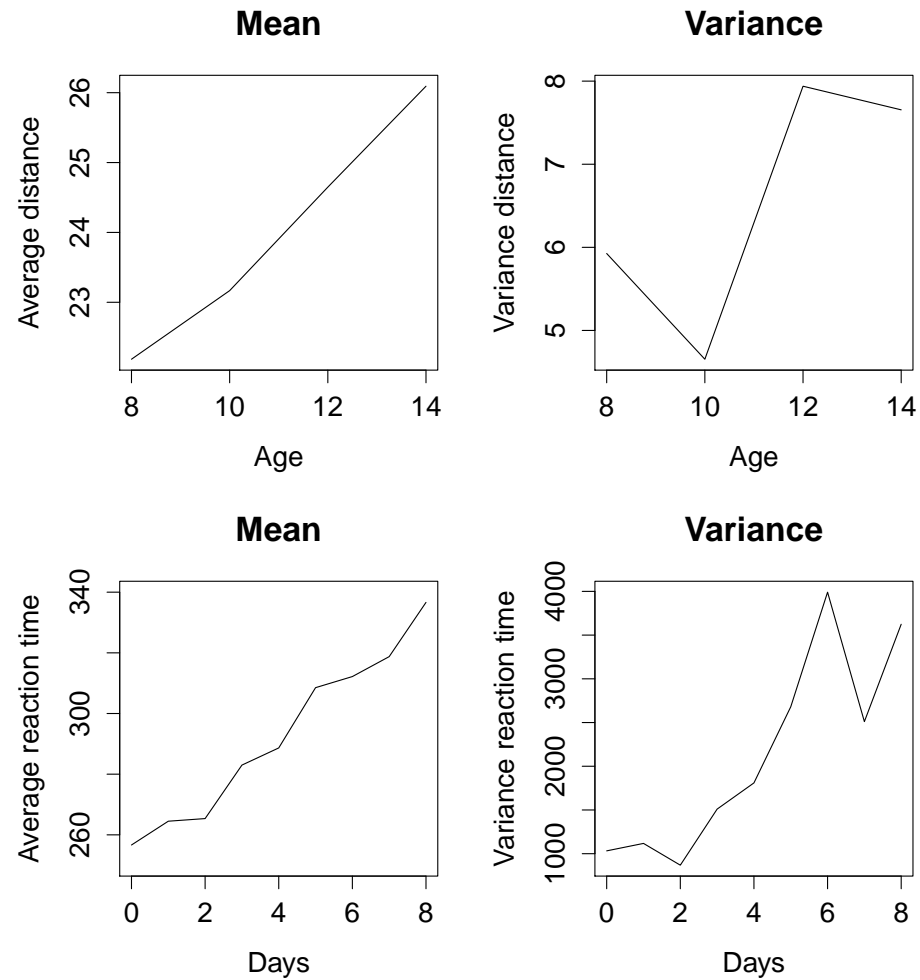 Mean
Variance
Average distance
26
25
24
23
8 10 12 14
Age
Variance distance
8
7
6
5
8 10 12 14
Age
Mean
Variance
Average reaction time
340
300
260
0 2 4 6 8
Days
Variance reaction time
4000
3000
2000
1000
0 2 4 6 8
Days